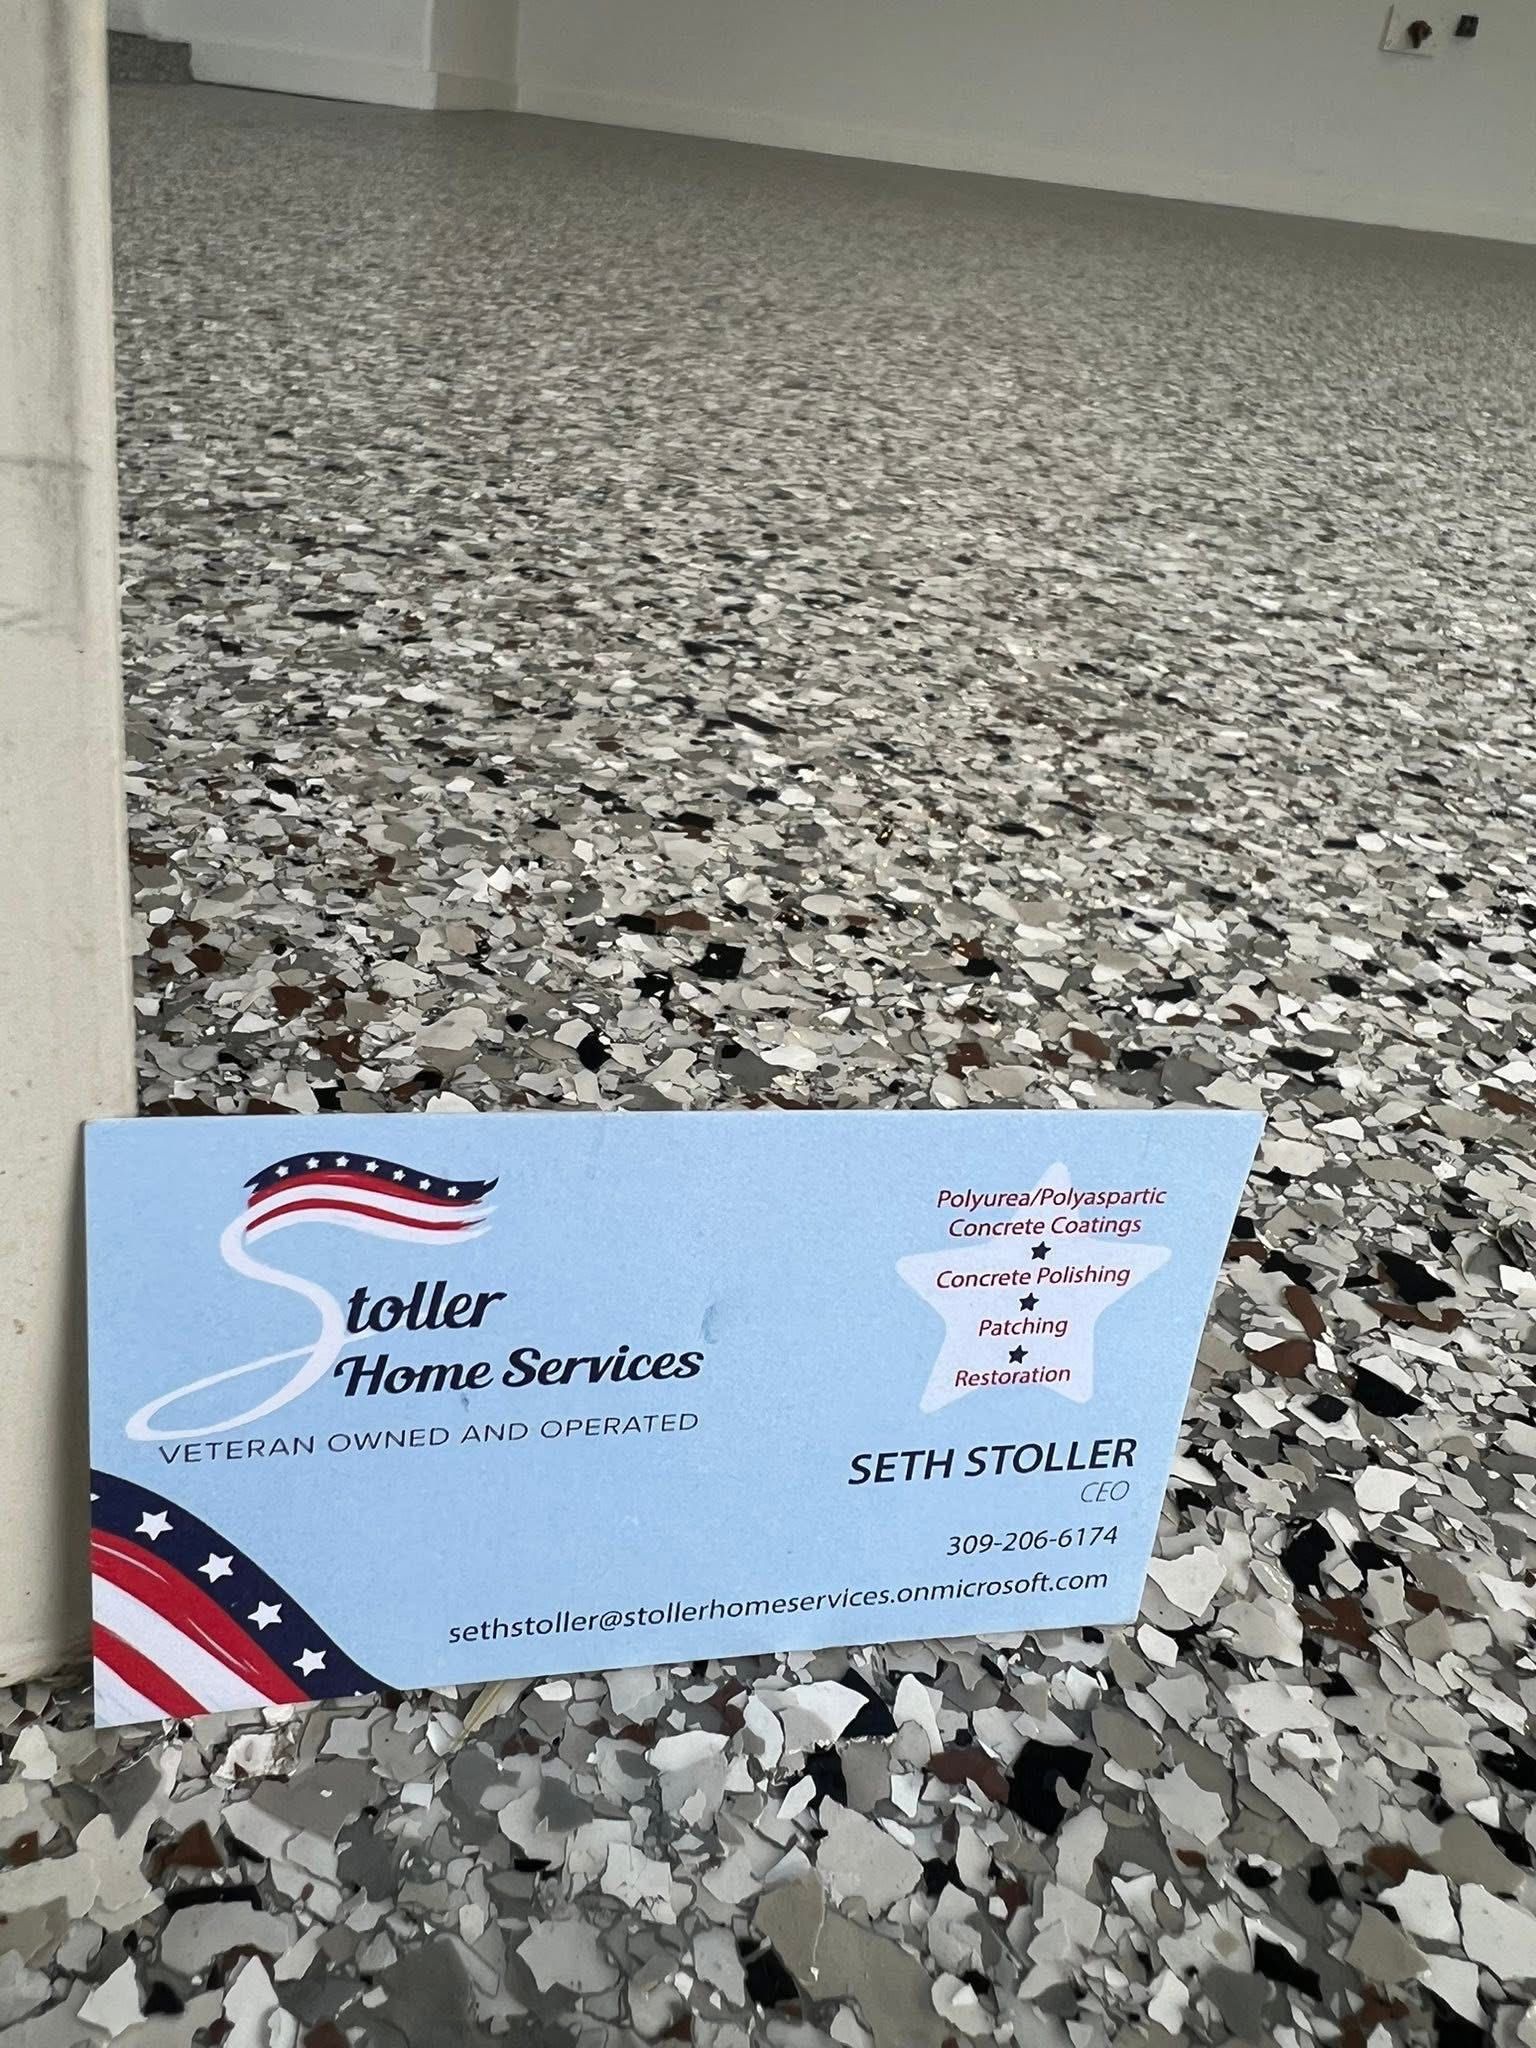 Stoller
Home Services
VETERAN OWNED AND OPERATED
Polyurea/Polyaspartic
Concrete Coatings
Concrete Polishing
Patching
Restoration
SETH STOLLER
CEO
309-206-6174
sethstoller@stollerhomeservices.onmicrosoft.com